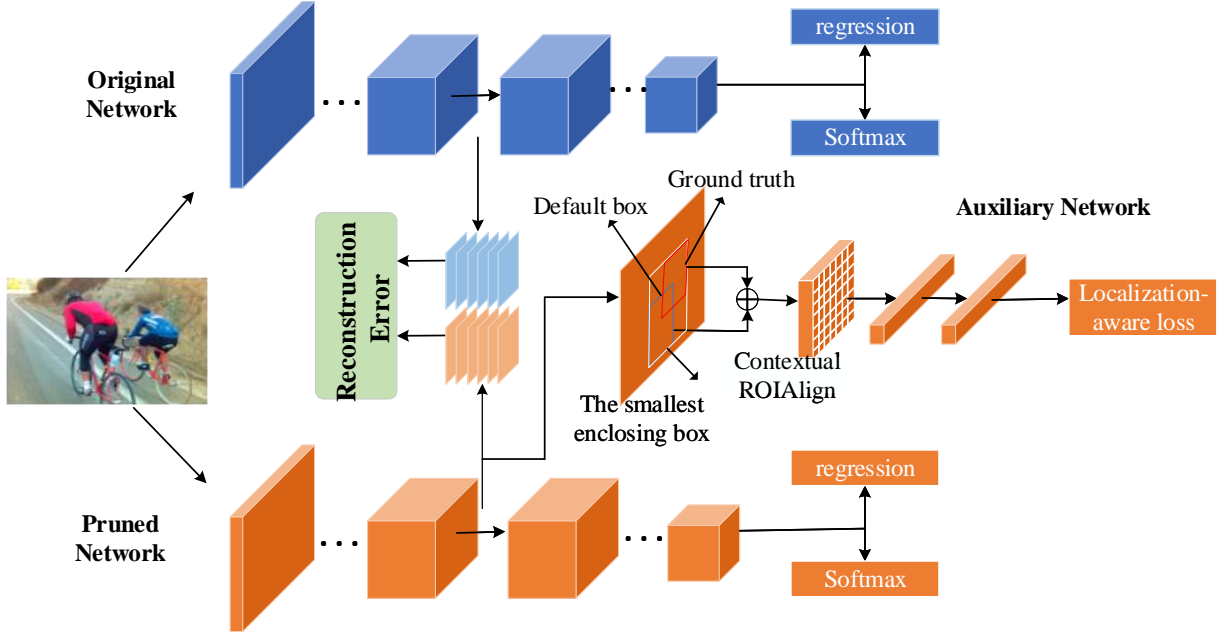 regression
Original
Network
Softmax
Ground truth
Default box
Auxiliary Network
Reconstruction
Error
Localization-
aware loss
Contextual
ROIAlign
The smallest
enclosing box
regression
Pruned
Network
Softmax